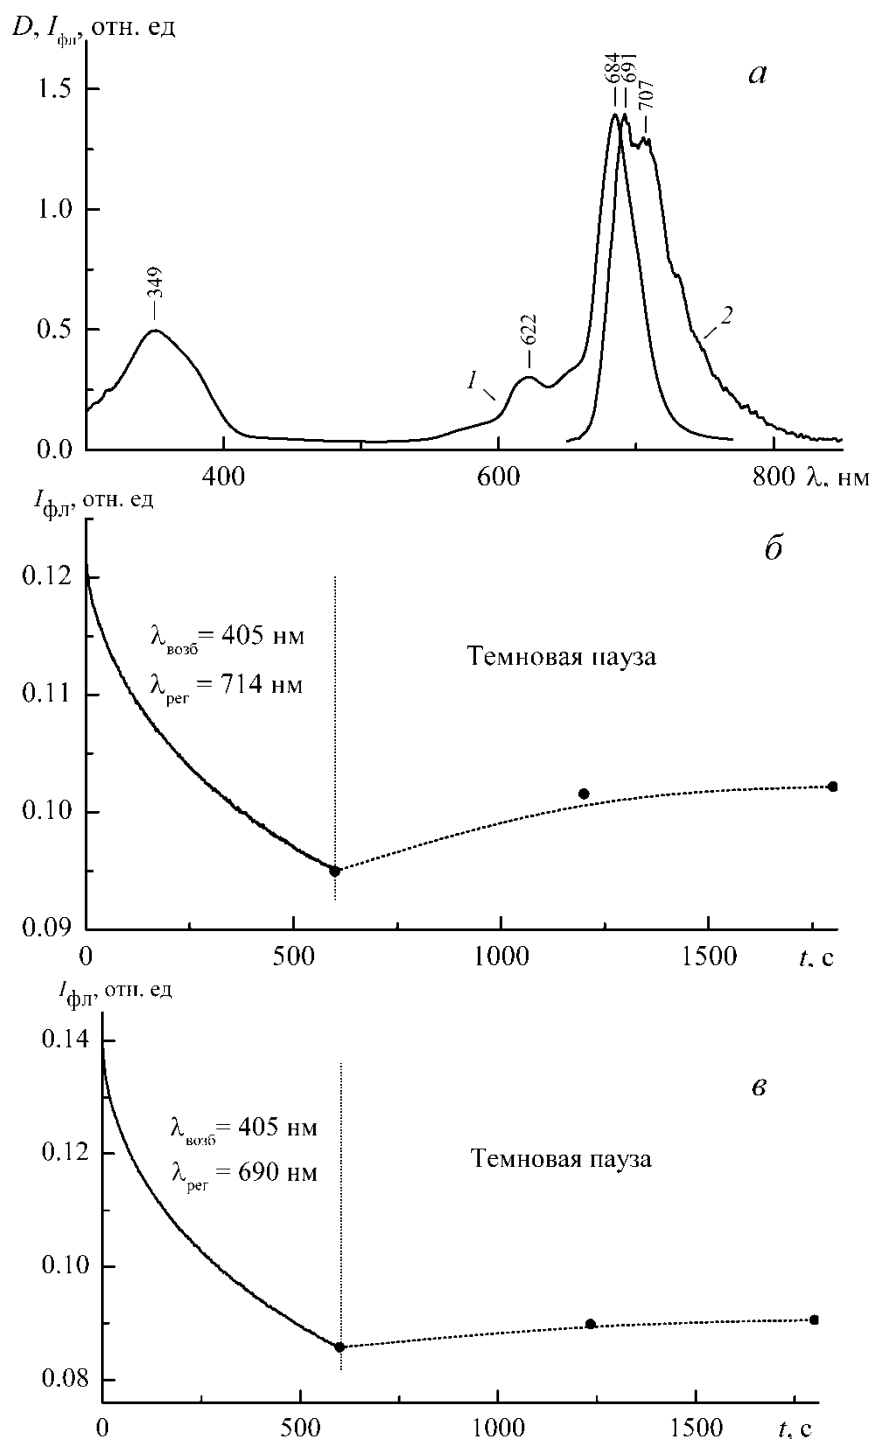 D, Iфл, отн. ед
а
1.5
684
691
707
1.0
349
0.5
622
1
2
0.0
400
600
800 λ, нм
Iфл, отн. ед
б
0.12
λвозб = 405 нм
λрег = 714 нм
Темновая пауза
0.11
0.10
0.09
0
500
1000
1500
t, с
Iфл, отн. ед
0.14
в
λвозб = 405 нм
λрег = 690 нм
Темновая пауза
0.12
0.10
0.08
0
500
1000
1500
t, с